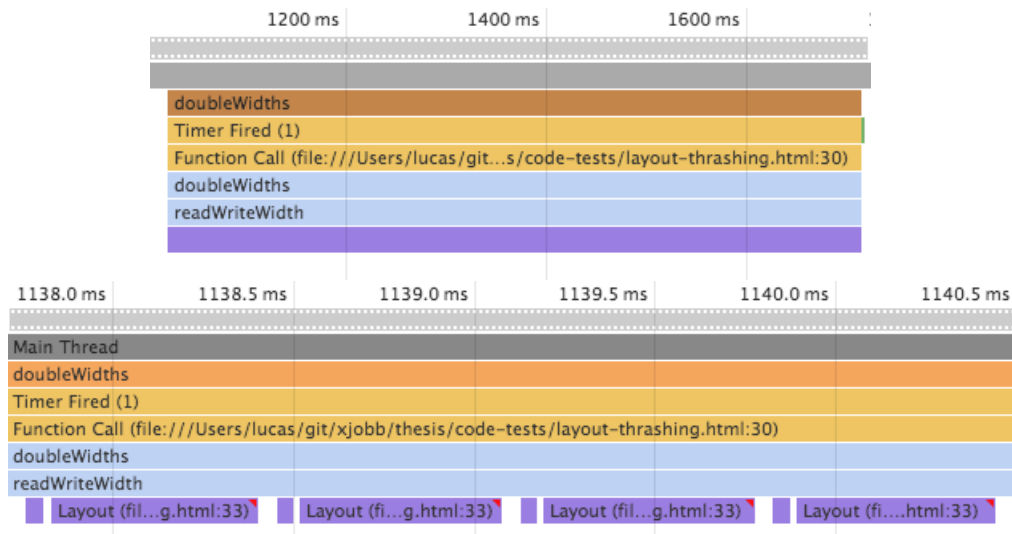 1200 ms 1400 ms 1600 ms
doubleWidths
Timer Fired (1)
Function Call (file:///Users/lucas/git...s/code-tests/layout-thrashing.html:30)
doubleWidths
readWriteWidth
1138.0 ms 1138.5 ms 1139.0 ms 1139.5 ms 1140.0 ms 1140.5 ms
Main Thread
doubleWidths
Timer Fired (1)
Function Call (file:///Users/lucas/git/xjobb/thesis/code-tests/layout-thrashing.html:30)
doubleWidths
readWriteWidth
Layout (fil...g.html:33) Layout (fi...g.html:33) Layout (fil...g.html:33) Layout (fi....html:33)